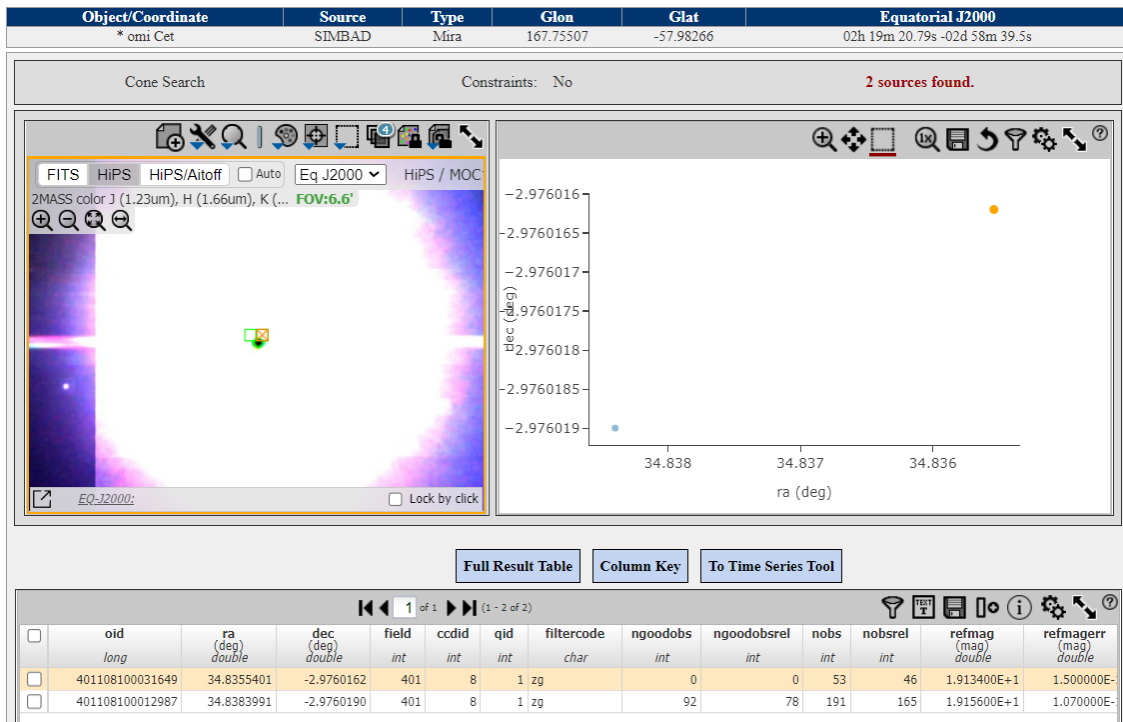 Object/Coordinate Source Type Glon Glat Equatorial J2000
* omi Cet SIMBAD Mira 167.75507 -57.98266 02h 19m 20.79s -02d 58m 39.5s
Cone Search Constraints: No 2 sources found.
4
1x
?
FITS HiPS HiPS/Aitoff Auto Eq J2000 HiPS / MOC
2MASS color J (1.23um), H (1.66um), K (... FOV:6.6'
EQ-J2000: Lock by click
−2.976016
−2.9760165
−2.976017
−2.9760175
−2.976018
−2.9760185
−2.976019
dec (deg)
34.838 34.837 34.836
ra (deg)
Full Result Table Column Key To Time Series Tool
1 of 1 (1 - 2 of 2) TEXT T i ?
oid ra dec field ccdid qid filtercode ngoodobs ngoodobsrel nobs nobsrel refmag refmagerr
(deg) (deg) (mag) (mag)
long double double int int int char int int int int double double
401108100031649 34.8355401 -2.9760162 401 8 1 zg 0 0 53 46 1.913400E+1 1.500000E-
401108100012987 34.8383991 -2.9760190 401 8 1 zg 92 78 191 165 1.915600E+1 1.070000E-